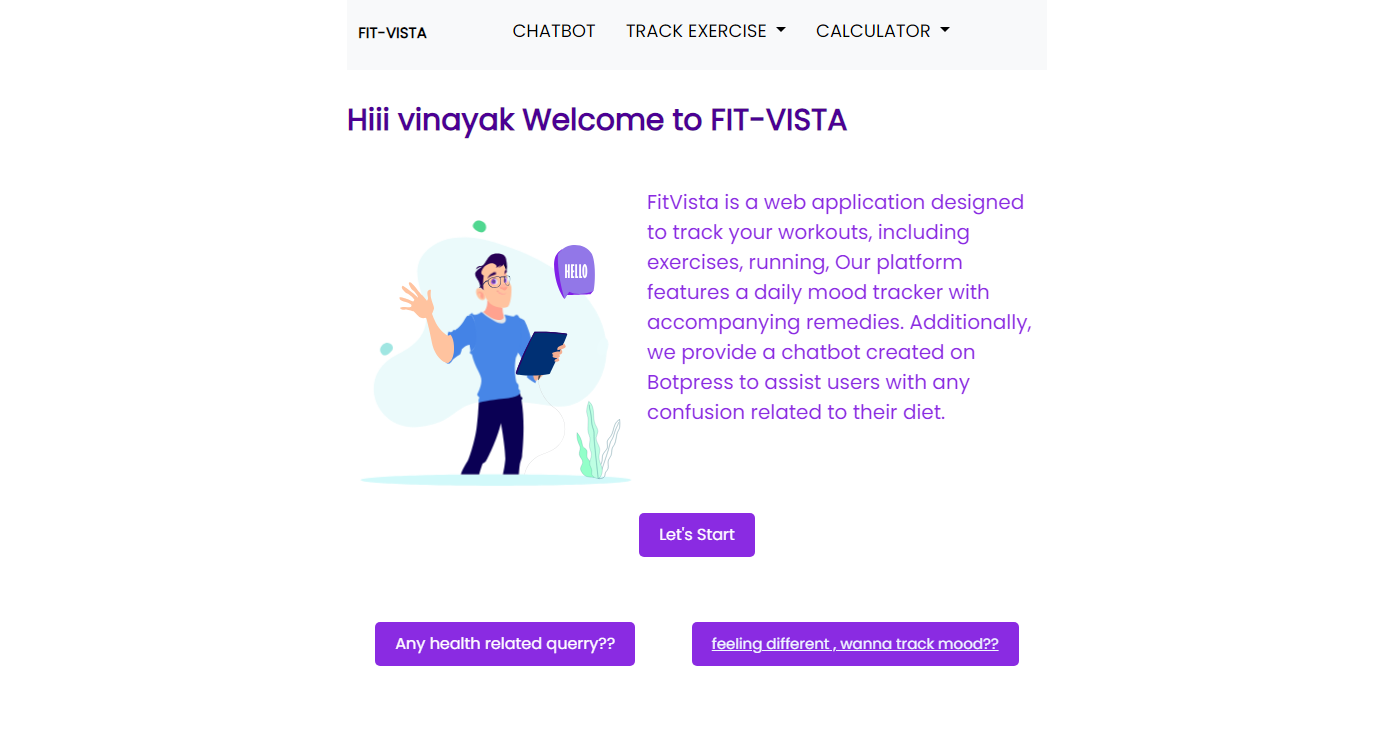 FIT-VISTA CHATBOT TRACK EXERCISE CALCULATOR
Hiii vinayak Welcome to FIT-VISTA
HELLO
FitVista is a web application designed
to track your workouts, including
exercises, running, Our platform
features a daily mood tracker with
accompanying remedies. Additionally,
we provide a chatbot created on
Botpress to assist users with any
confusion related to their diet.
Let's Start
Any health related querry?? feeling different , wanna track mood??